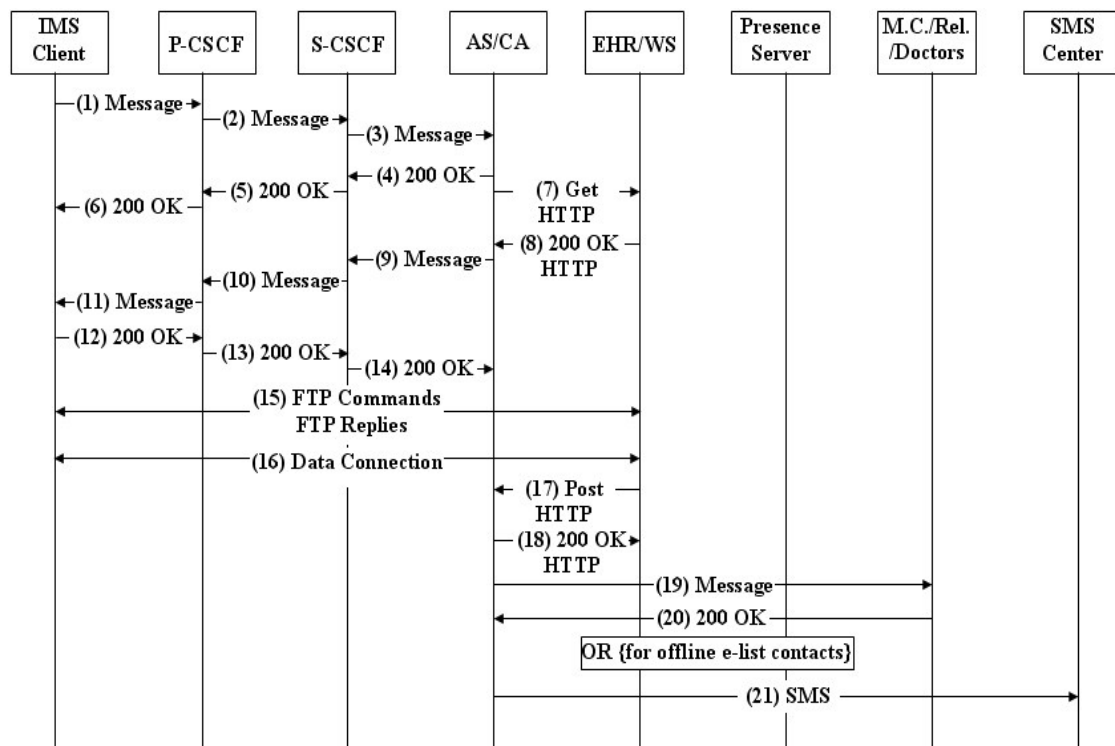 IMS
Client
P-CSCF
S-CSCF
AS/CA
EHR/WS
Presence
Server
M.C./Rel.
/Doctors
SMS
Center
(1) Message
(2) Message
(3) Message
(4) 200 OK
(5) 200 OK
(6) 200 OK
(7) Get
HTTP
(8) 200 OK
HTTP
(9) Message
(10) Message
(11) Message
(12) 200 OK
(13) 200 OK
(14) 200 OK
(15) FTP Commands
FTP Replies
(16) Data Connection
(17) Post
HTTP
(18) 200 OK
HTTP
(19) Message
(20) 200 OK
OR {for offline e-list contacts}
(21) SMS